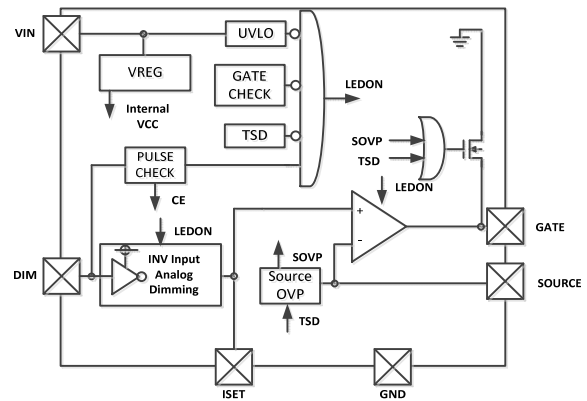 VIN
UVLO
VREG
GATE
CHECK
LEDON
Internal
VCC
TSD
SOVP
TSD
PULSE
CHECK
LEDON
CE
LEDON
+
GATE
-
DIM
INV Input
Analog
Dimming
SOVP
Source
OVP
SOURCE
TSD
ISET
GND